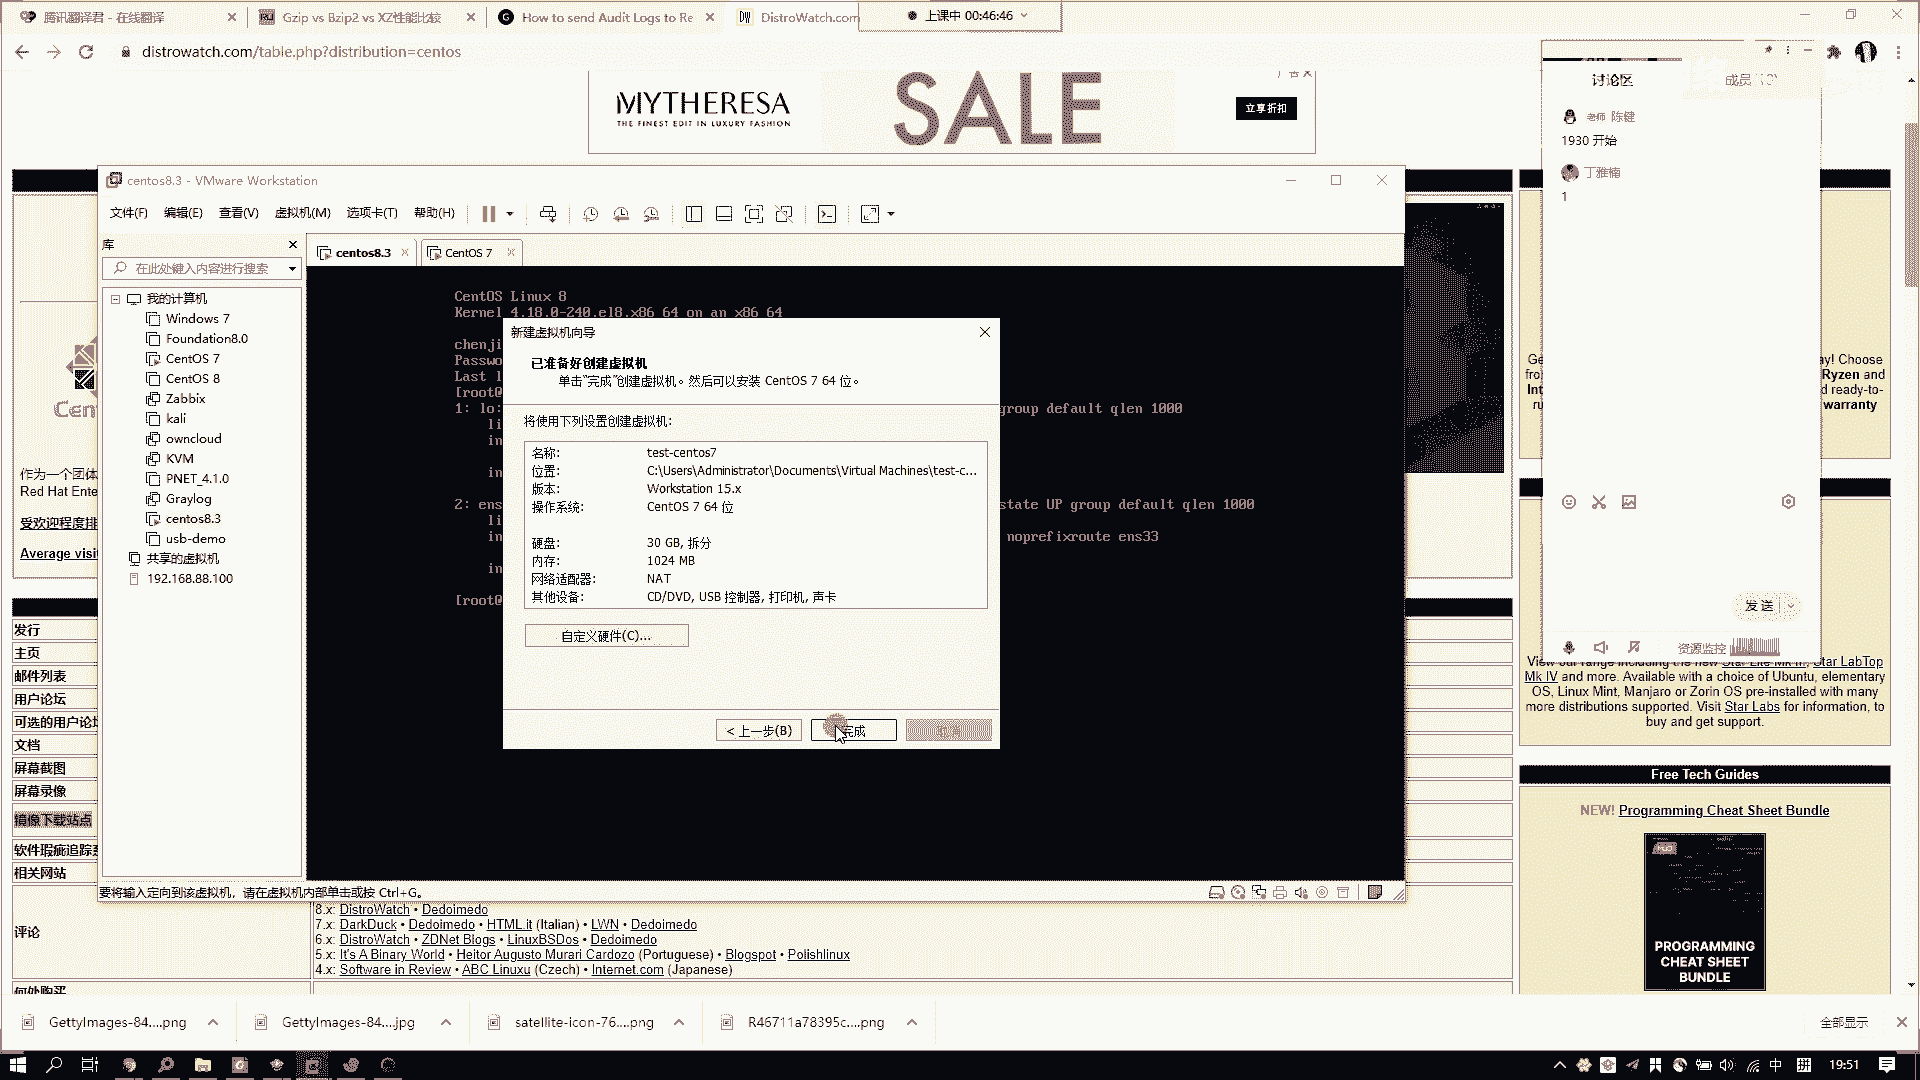 腾讯翻译君 - 在线翻译
Gzip vs Bzip2 vs XZ性能比较
How to send Audit Logs to Re
DistroWatch.com
上课中 00:46:46
distrowatch.com/table.php?distribution=centos
MYTHERESA
THE FINEST EDIT IN LUXURY FASHION
SALE
立享折扣
讨论区
老师 陈键
1930 开始
丁雅楠
1
发送
资源监控
centos8.3 - VMware Workstation
文件(F) 编辑(E) 查看(V) 虚拟机(M) 选项卡(T) 帮助(H)
库
在此处键入内容进行搜索
我的计算机
Windows 7
Foundation8.0
CentOS 7
CentOS 8
Zabbix
kali
owncloud
KVM
PNET_4.1.0
Graylog
centos8.3
usb-demo
共享的虚拟机
192.168.88.100
centos8.3
CentOS 7
CentOS Linux 8
Kernel 4.18.0-240.el8.x86_64 on an x86_64
chenji
Passwo
Last l
[root@
1: lo: group default qlen 1000
li
in
in
2: ens state UP group default qlen 1000
li
in noprefixroute ens33
in
[root@
新建虚拟机向导
已准备好创建虚拟机
单击“完成”创建虚拟机。然后可以安装 CentOS 7 64 位。
将使用下列设置创建虚拟机:
名称: test-centos7
位置: C:\Users\Administrator\Documents\Virtual Machines\test-c...
版本: Workstation 15.x
操作系统: CentOS 7 64 位
硬盘: 30 GB, 拆分
内存: 1024 MB
网络适配器: NAT
其他设备: CD/DVD, USB 控制器, 打印机, 声卡
自定义硬件(C)...
< 上一步(B)
完成
取消
要将输入定向到该虚拟机，请在虚拟机内部单击或按 Ctrl+G。
Cent
作为一个团体
Red Hat Ente
受欢迎程度排
Average visi
发行
主页
邮件列表
用户论坛
可选的用户论坛
文档
屏幕截图
屏幕录像
镜像下载站点
软件瑕疵追踪系
相关网站
评论
何处购买
8.x: DistroWatch • Dedoimedo
7.x: DarkDuck • Dedoimedo • HTML.it (Italian) • LWN • Dedoimedo
6.x: DistroWatch • ZDNet Blogs • LinuxBSDos • Dedoimedo
5.x: It's A Binary World • Heitor Augusto Murari Cardozo (Portuguese) • Blogspot • Polishlinux
4.x: Software in Review • ABC Linuxu (Czech) • Internet.com (Japanese)
Ge ay! Choose
fro Ryzen and
Int d ready-to-
ru warranty
View our range including the new Star Lite Mk III, Star LabTop
Mk IV and more. Available with a choice of Ubuntu, elementary
OS, Linux Mint, Manjaro or Zorin OS pre-installed with many
more distributions supported. Visit Star Labs for information, to
buy and get support.
Free Tech Guides
NEW! Programming Cheat Sheet Bundle
MUO
PROGRAMMING
CHEAT SHEET
BUNDLE
GettyImages-84....png
GettyImages-84....jpg
satellite-icon-76....png
R46711a78395c....png
全部显示
中
拼
19:51